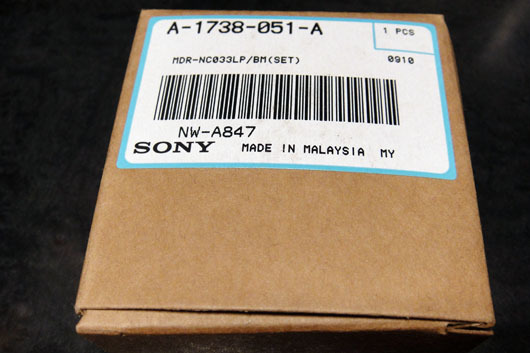 A-1738-051-A
1 PCS
MDR-NC033LP/BM(SET)
0910
NW-A847
SONY MADE IN MALAYSIA MY